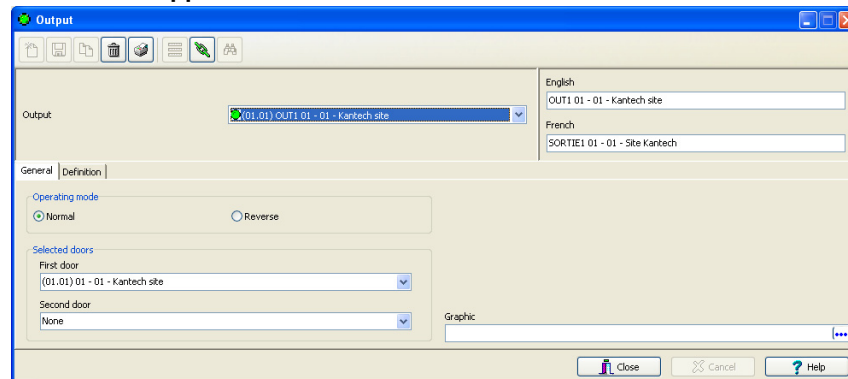 Output
English
OUT1 01 - 01 - Kantech site
Output
(01.01) OUT1 01 - 01 - Kantech site
French
SORTIE1 01 - 01 - Site Kantech
General
Definition
Operating mode
Normal
Reverse
Selected doors
First door
(01.01) 01 - 01 - Kantech site
Second door
None
Graphic
Close
Cancel
Help